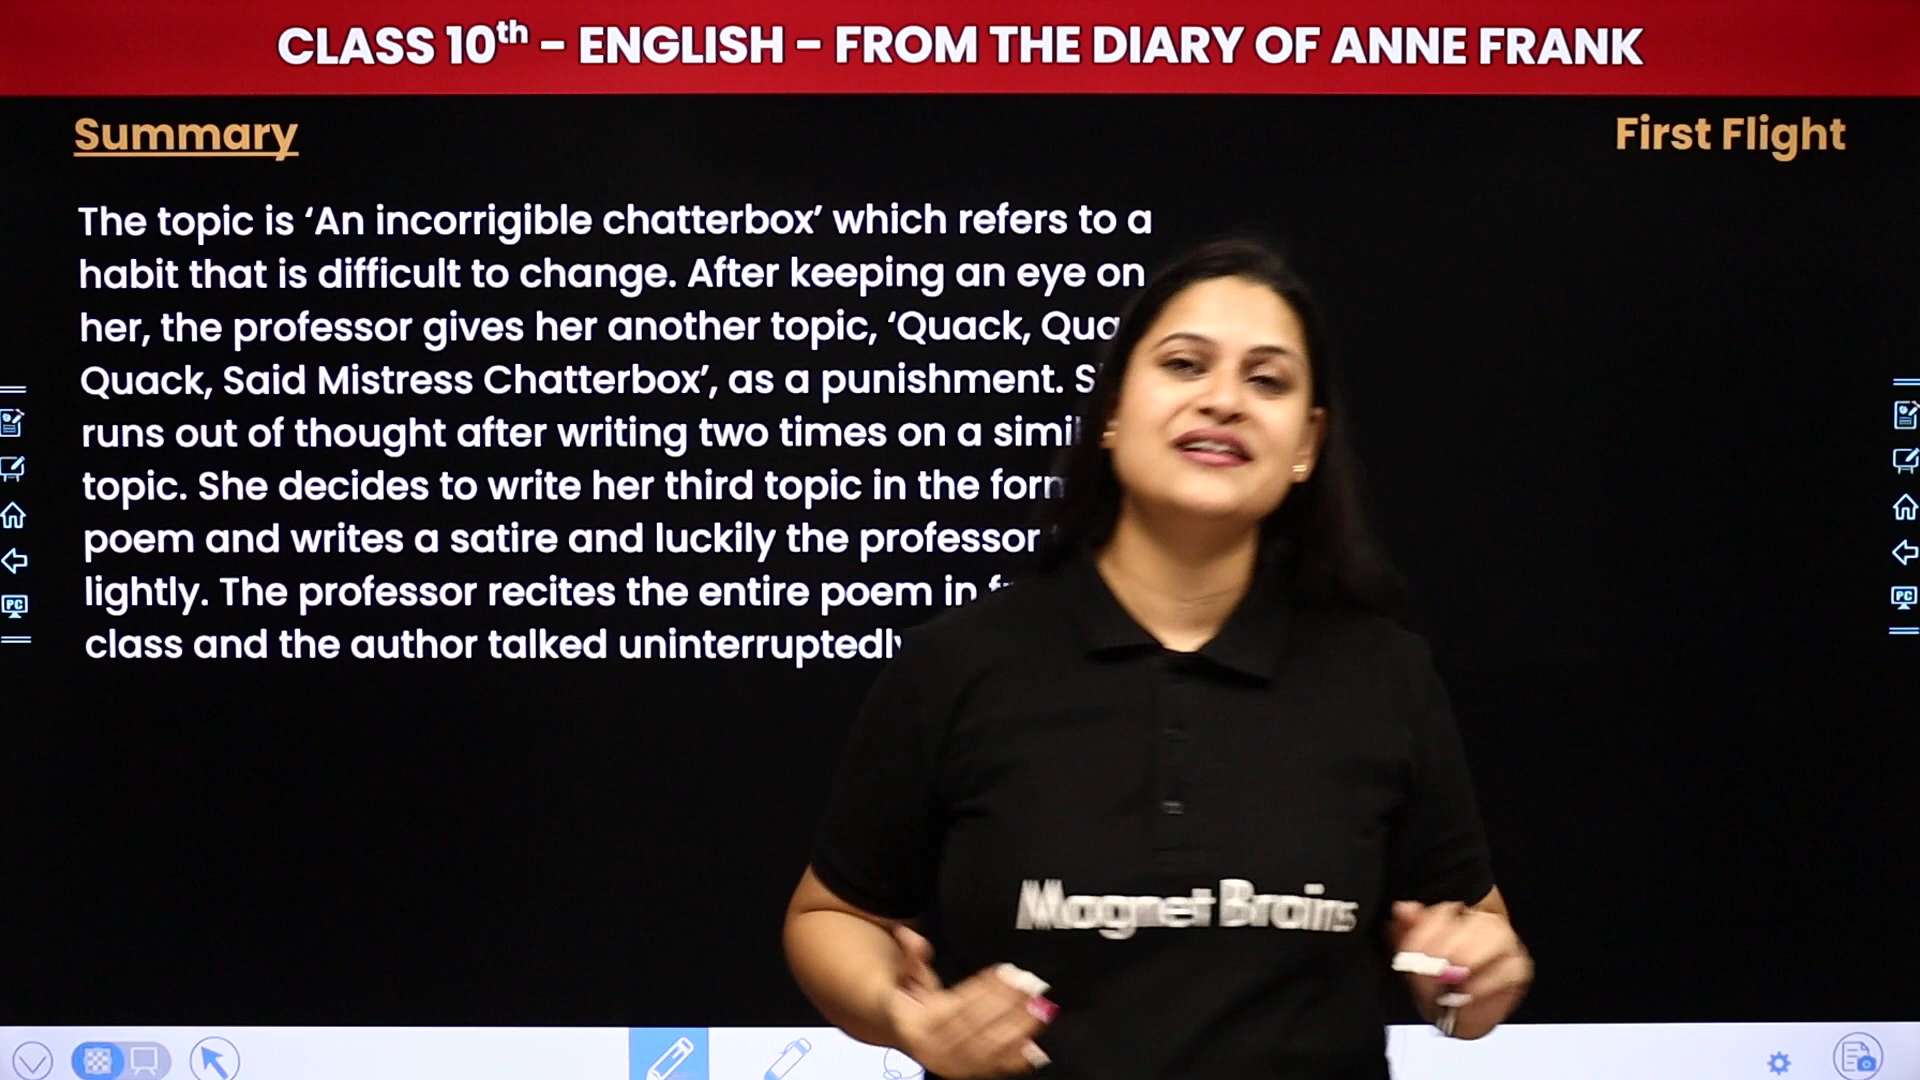 CLASS 10th - ENGLISH - FROM THE DIARY OF ANNE FRANK
Summary
First Flight
The topic is ‘An incorrigible chatterbox’ which refers to a
habit that is difficult to change. After keeping an eye on
her, the professor gives her another topic, ‘Quack,
Quack, Said Mistress Chatterbox’, as a punishment.
runs out of thought after writing two times on a
topic. She decides to write her third topic in the
poem and writes a satire and luckily the professor
lightly. The professor recites the entire poem in
class and the author talked uninterruptedly
Magnet Brains
PC
PC